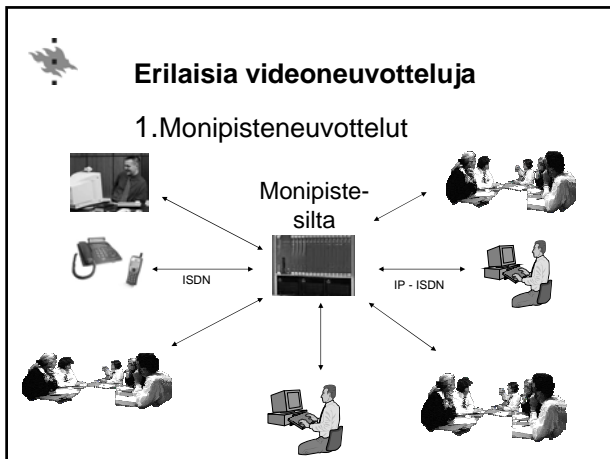 Erilaisia videoneuvotteluja
1.Monipisteneuvottelut
Monipiste-
silta
ISDN
IP - ISDN